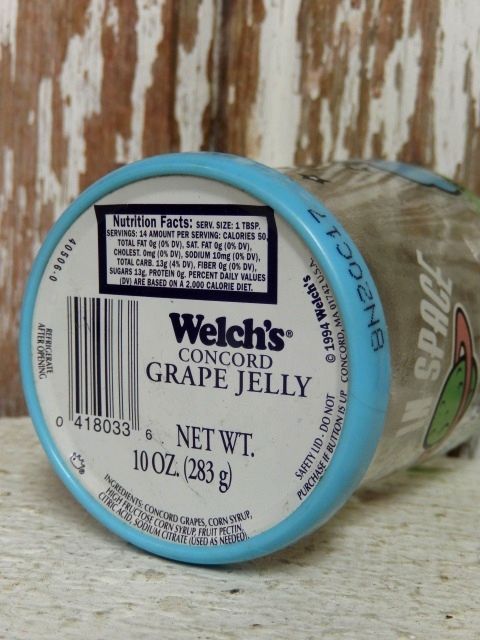 Nutrition Facts: SERV. SIZE: 1 TBSP.
SERVINGS: 14 AMOUNT PER SERVING: CALORIES 50,
TOTAL FAT 0g (0% DV), SAT. FAT 0g (0% DV),
CHOLEST. 0mg (0% DV), SODIUM 10mg (0% DV),
TOTAL CARB. 13g (4% DV), FIBER 0g (0% DV),
SUGARS 13g, PROTEIN 0g. PERCENT DAILY VALUES
(DV) ARE BASED ON A 2,000 CALORIE DIET.
40506-0
REFRIGERATE
AFTER OPENING
0 418033 6
Welch's®
CONCORD
GRAPE JELLY
NET WT.
10 OZ. (283 g)
© 1994 Welch's, CONCORD, MA 01742 U.S.A.
SAFETY LID - DO NOT
PURCHASE IF BUTTON IS UP
INGREDIENTS: CONCORD GRAPES, CORN SYRUP,
HIGH FRUCTOSE CORN SYRUP, FRUIT PECTIN,
CITRIC ACID, SODIUM CITRATE (USED AS NEEDED).
8N20C17